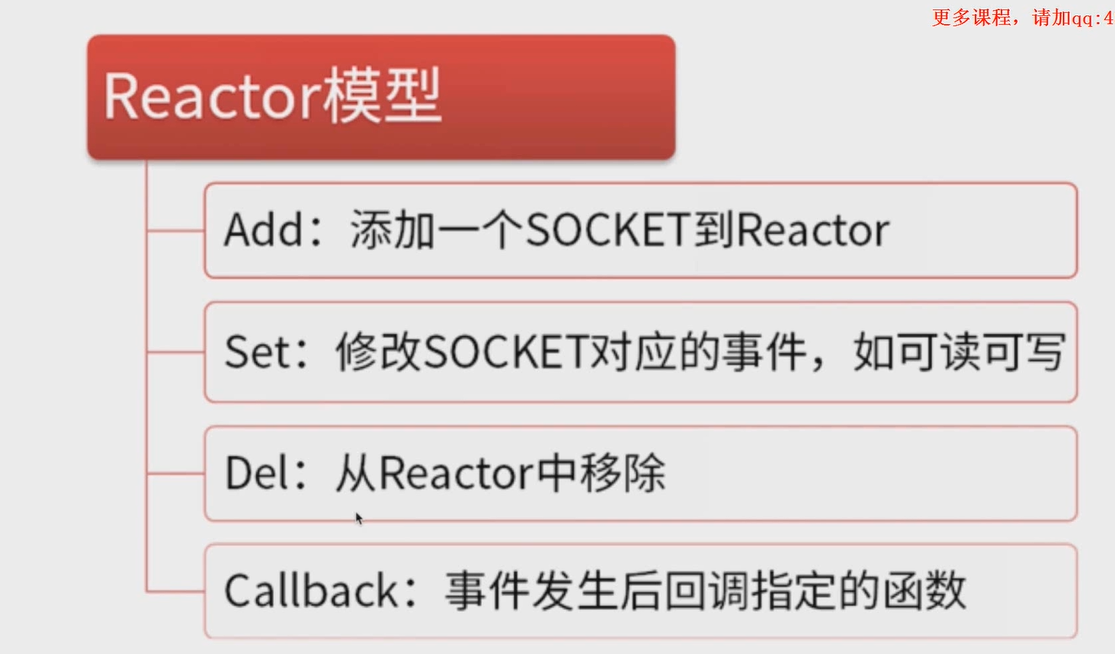 更多课程，请加qq:4
Reactor模型
Add：添加一个SOCKET到Reactor
Set：修改SOCKET对应的事件，如可读可写
Del：从Reactor中移除
Callback：事件发生后回调指定的函数